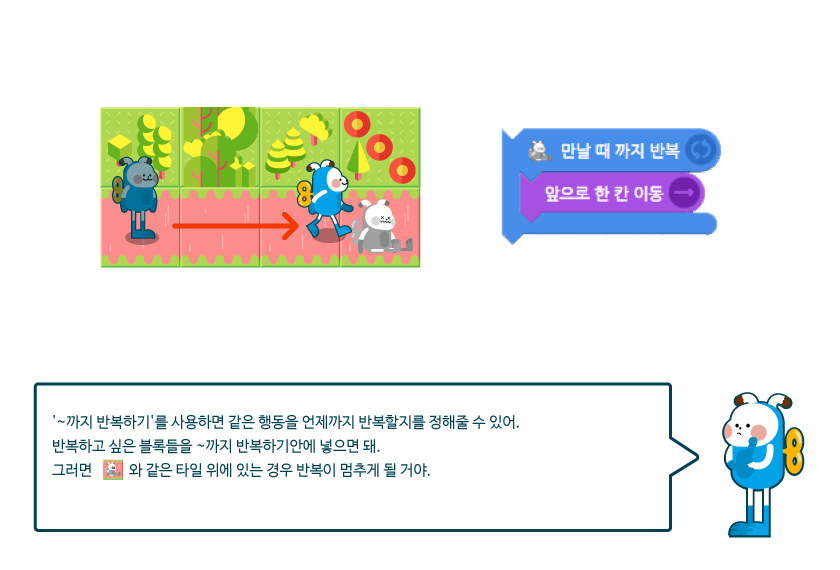 만날 때 까지 반복
앞으로 한 칸 이동
'~까지 반복하기'를 사용하면 같은 행동을 언제까지 반복할지를 정해줄 수 있어.
반복하고 싶은 블록들을 ~까지 반복하기안에 넣으면 돼.
그러면 와 같은 타일 위에 있는 경우 반복이 멈추게 될 거야.